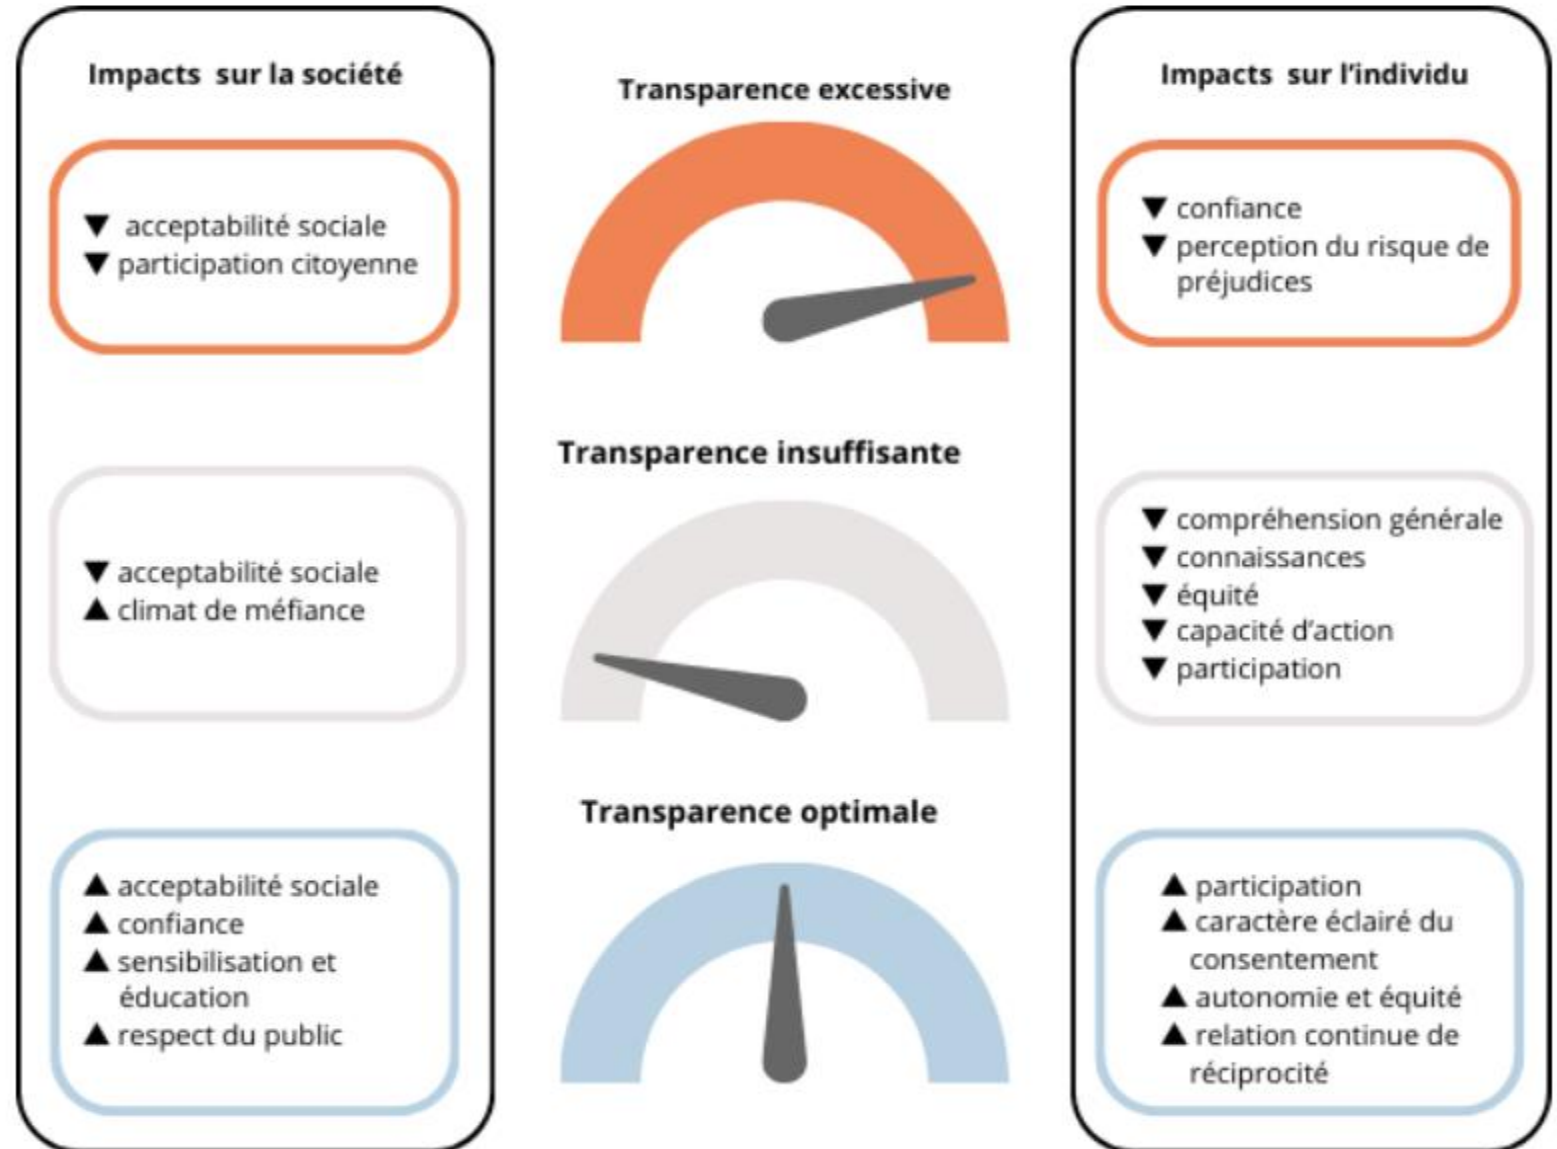 Impacts sur la société
▼ acceptabilité sociale
▼ participation citoyenne
▼ acceptabilité sociale
▲ climat de méfiance
▲ acceptabilité sociale
▲ confiance
▲ sensibilisation et
éducation
▲ respect du public
Transparence excessive
Transparence insuffisante
Transparence optimale
Impacts sur l'individu
▼ confiance
▼ perception du risque de
préjudices
▼ compréhension générale
▼ connaissances
▼ équité
▼ capacité d'action
▼ participation
▲ participation
▲ caractère éclairé du
consentement
▲ autonomie et équité
▲ relation continue de
réciprocité